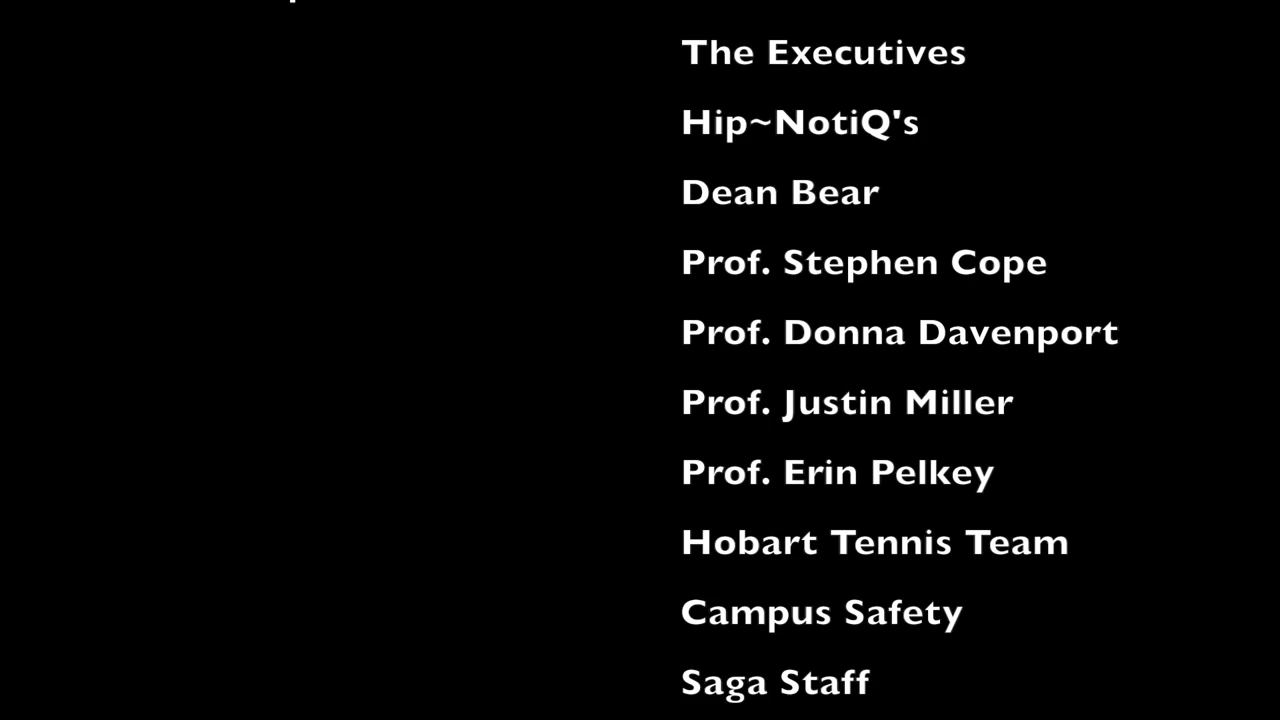 The Executives
Hip~NotiQ's
Dean Bear
Prof. Stephen Cope
Prof. Donna Davenport
Prof. Justin Miller
Prof. Erin Pelkey
Hobart Tennis Team
Campus Safety
Saga Staff